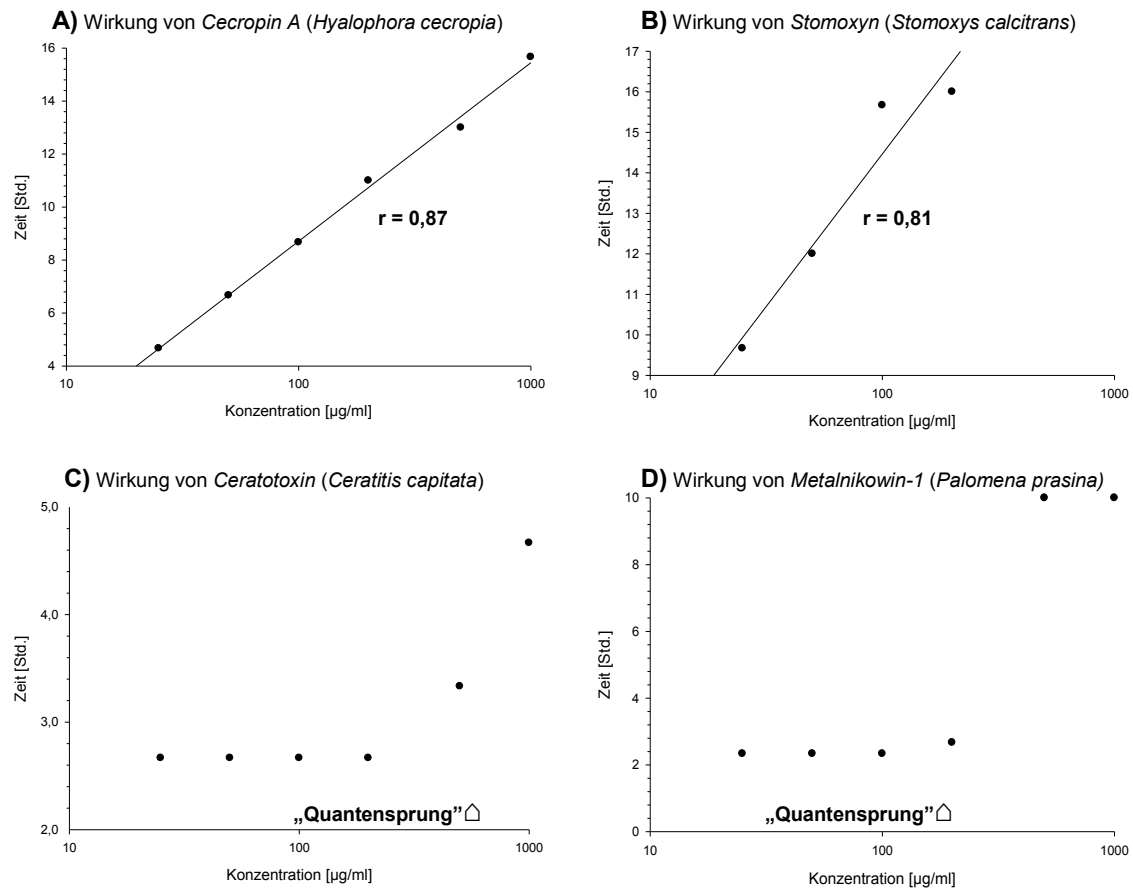 A) Wirkung von Cecropin A (Hyalophora cecropia)
16
14
12
10
8
6
4
Zeit [Std.]
r = 0,87
10
100
1000
Konzentration [µg/ml]
B) Wirkung von Stomoxyn (Stomoxys calcitrans)
17
16
15
14
13
12
11
10
9
Zeit [Std.]
r = 0,81
10
100
1000
Konzentration [µg/ml]
C) Wirkung von Ceratotoxin (Ceratitis capitata)
5,0
4,0
3,0
2,0
Zeit [Std.]
„Quantensprung”
10
100
1000
Konzentration [µg/ml]
D) Wirkung von Metalnikowin-1 (Palomena prasina)
10
8
6
4
2
0
Zeit [Std.]
„Quantensprung”
10
100
1000
Konzentration [µg/ml]